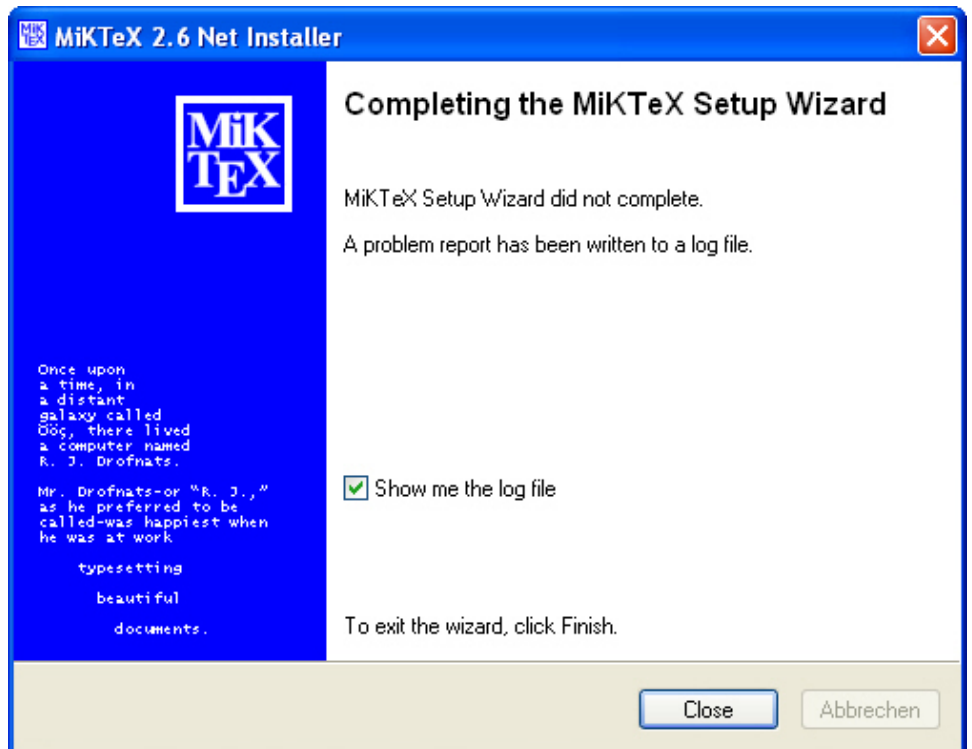 MiKTeX 2.6 Net Installer
MiK
TEX
Completing the MiKTeX Setup Wizard
MiKTeX Setup Wizard did not complete.
A problem report has been written to a log file.
Once upon
a time, in
a distant
galaxy called
Ööç, there lived
a computer named
R. J. Drofnats.
Mr. Drofnats-or "R. J.,"
as he preferred to be
called-was happiest when
he was at work
typesetting
beautiful
documents.
Show me the log file
To exit the wizard, click Finish.
Close
Abbrechen